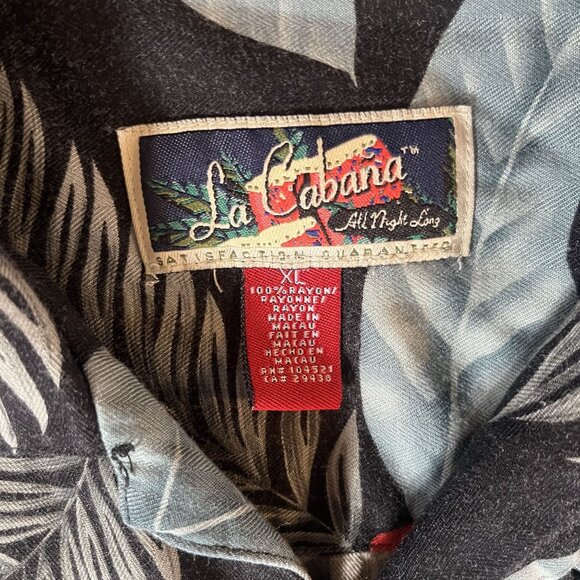 La Cabaña™
All Night Long
SATISFACTION GUARANTEED
XL
100%RAYON/
RAYONNE/
RAYON
MADE IN
MACAU
FAIT EN
MACAU
HECHO EN
MACAU
RN# 104521
CA# 29438